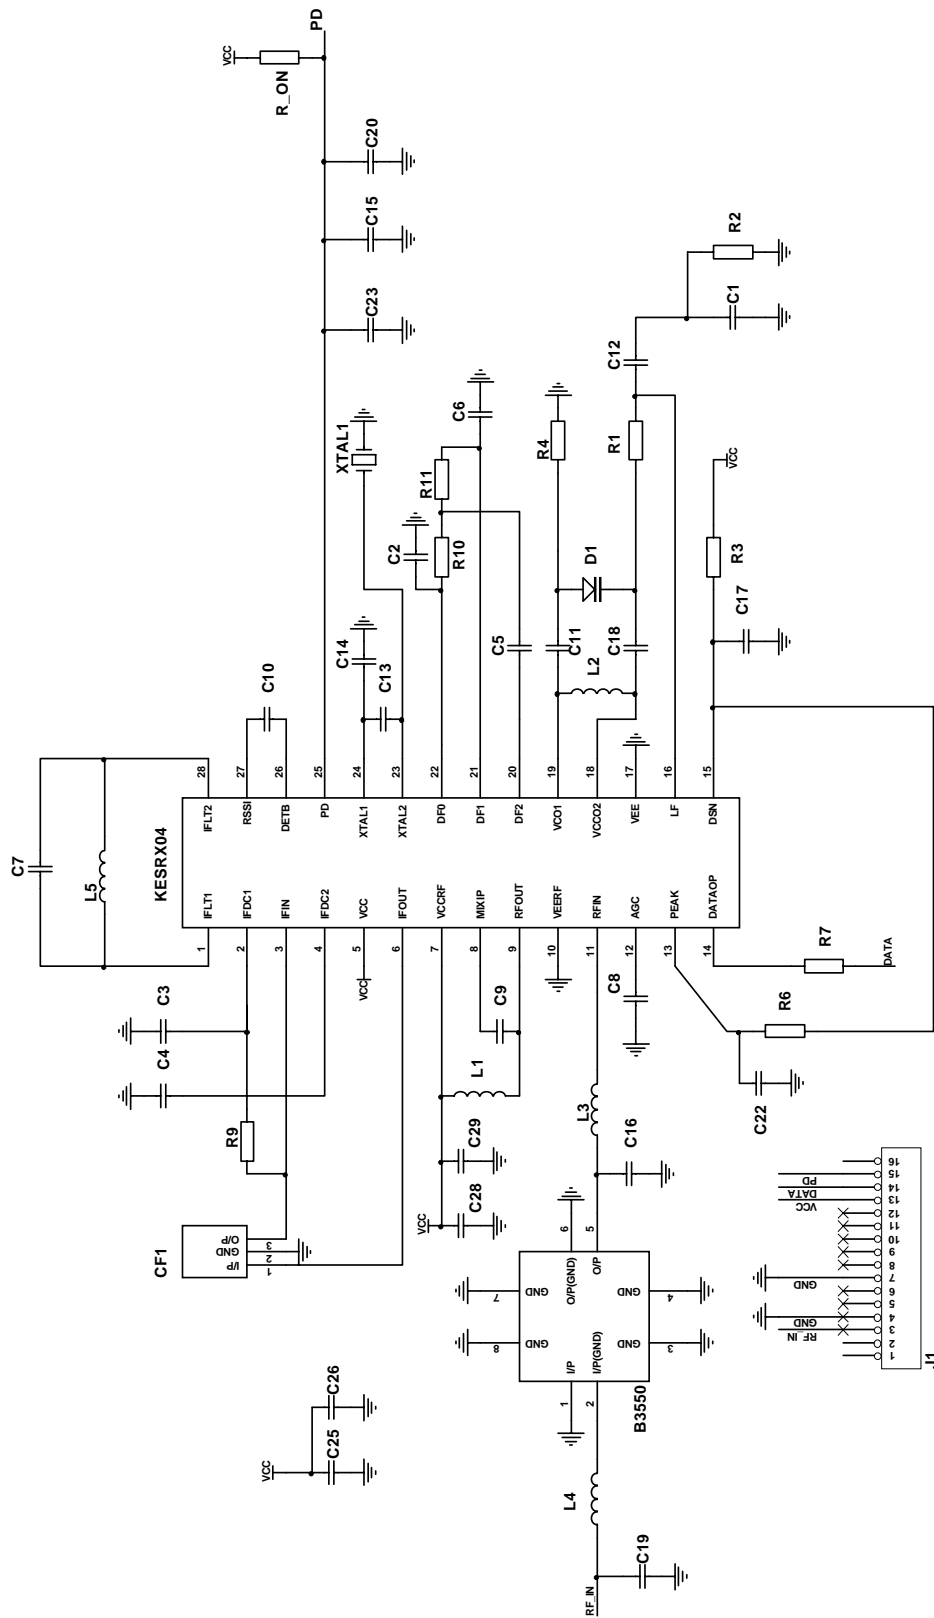 PD
VCC
R_ON
C20
C15
C23
R2
C1
C12
C6
XTAL1
R4
R1
R11
C2
R10
D1
VCC
R3
C17
C14
C13
C5
C11
L2
C18
C10
C7
L5
KESRX04
28 IFLT2
27 RSSI
26 DETB
25 PD
24 XTAL1
23 XTAL2
22 DF0
21 DF1
20 DF2
19 VCO1
18 VCCO2
17 VEE
16 LF
15 DSN
1 IFLT1
2 IFDC1
3 IFIN
4 IFDC2
5 VCC
6 IFOUT
7 VCCRF
8 MIXIP
9 RFOUT
10 VEERF
11 RFIN
12 AGC
13 PEAK
14 DATAOP
VCC
C3
C4
R9
C9
L1
C29
C28
VCC
C8
L3
C16
R7
DATA
R6
C22
CF1
I/P 1
GND 2
O/P 3
B3550
1 I/P
2 I/P(GND)
3 GND
4 GND
5 O/P
6 O/P(GND)
7 GND
8 GND
VCC
C26
C25
L4
C19
RF_IN
J1
1
2
3 RF_IN
4 GND
5
6
7 GND
8
9
10
11
12
13 VCC
14 DATA
15 PD
16